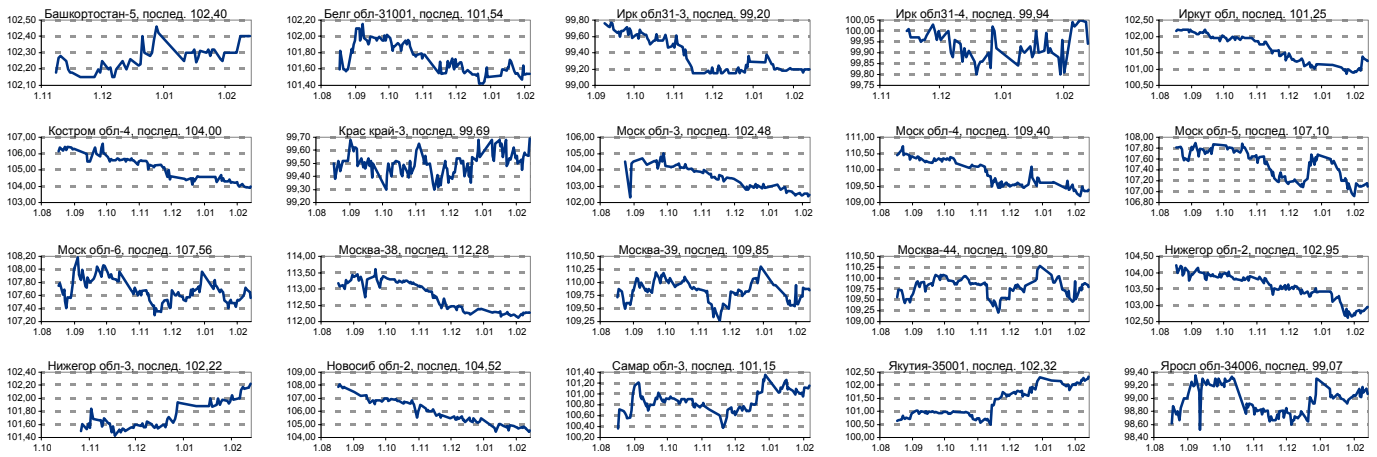 Башкортостан-5, послед. 102,40
102,50
102,40
102,30
102,20
102,10
1.11 1.12 1.01 1.02
Белг обл-31001, послед. 101,54
102,20
102,00
101,80
101,60
101,40
1.08 1.09 1.10 1.11 1.12 1.01 1.02
Ирк обл31-3, послед. 99,20
99,80
99,60
99,40
99,20
99,00
1.09 1.10 1.11 1.12 1.01 1.02
Ирк обл31-4, послед. 99,94
100,05
100,00
99,95
99,90
99,85
99,80
99,75
1.11 1.12 1.01 1.02
Иркут обл, послед. 101,25
102,50
102,00
101,50
101,00
100,50
1.08 1.09 1.10 1.11 1.12 1.01 1.02
Костром обл-4, послед. 104,00
107,00
106,00
105,00
104,00
103,00
1.08 1.09 1.10 1.11 1.12 1.01 1.02
Крас край-3, послед. 99,69
99,70
99,60
99,50
99,40
99,30
99,20
1.08 1.09 1.10 1.11 1.12 1.01 1.02
Моск обл-3, послед. 102,48
106,00
105,00
104,00
103,00
102,00
1.08 1.09 1.10 1.11 1.12 1.01 1.02
Моск обл-4, послед. 109,40
111,00
110,50
110,00
109,50
109,00
1.08 1.09 1.10 1.11 1.12 1.01 1.02
Моск обл-5, послед. 107,10
108,00
107,80
107,60
107,40
107,20
107,00
106,80
1.08 1.09 1.10 1.11 1.12 1.01 1.02
Моск обл-6, послед. 107,56
108,20
108,00
107,80
107,60
107,40
107,20
1.08 1.09 1.10 1.11 1.12 1.01 1.02
Москва-38, послед. 112,28
114,00
113,50
113,00
112,50
112,00
1.08 1.09 1.10 1.11 1.12 1.01 1.02
Москва-39, послед. 109,85
110,50
110,25
110,00
109,75
109,50
109,25
1.08 1.09 1.10 1.11 1.12 1.01 1.02
Москва-44, послед. 109,80
110,50
110,25
110,00
109,75
109,50
109,25
109,00
1.08 1.09 1.10 1.11 1.12 1.01 1.02
Нижегор обл-2, послед. 102,95
104,50
104,00
103,50
103,00
102,50
1.08 1.09 1.10 1.11 1.12 1.01 1.02
Нижегор обл-3, послед. 102,22
102,40
102,20
102,00
101,80
101,60
101,40
1.10 1.11 1.12 1.01 1.02
Новосиб обл-2, послед. 104,52
109,00
108,00
107,00
106,00
105,00
104,00
1.08 1.09 1.10 1.11 1.12 1.01 1.02
Самар обл-3, послед. 101,15
101,40
101,20
101,00
100,80
100,60
100,40
100,20
1.08 1.09 1.10 1.11 1.12 1.01 1.02
Якутия-35001, послед. 102,32
102,50
102,00
101,50
101,00
100,50
100,00
1.08 1.09 1.10 1.11 1.12 1.01 1.02
Яросл обл-34006, послед. 99,07
99,40
99,20
99,00
98,80
98,60
98,40
1.08 1.09 1.10 1.11 1.12 1.01 1.02